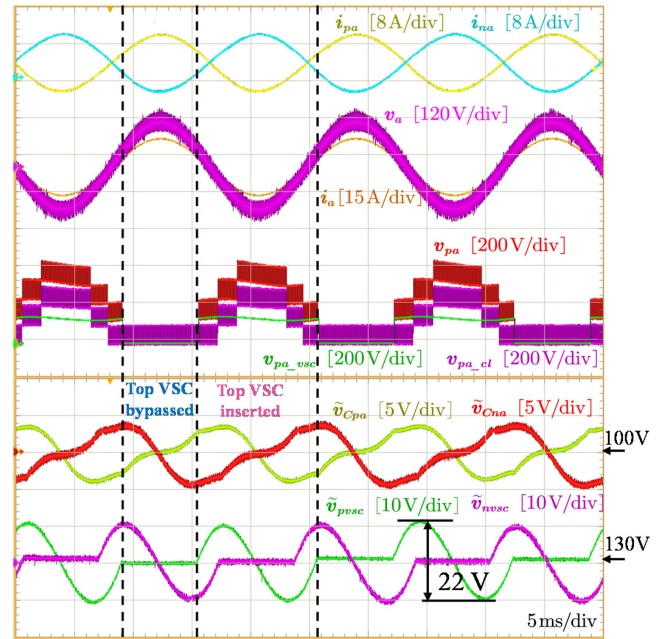 i_pa [8A/div] i_na [8A/div]
v_a [120V/div]
i_a [15A/div]
v_pa [200V/div]
v_pa_vsc [200V/div] v_pa_cl [200V/div]
Top VSC bypassed
Top VSC inserted
ṽ_Cpa [5V/div] ṽ_Cna [5V/div]
100V
ṽ_pvsc [10V/div] ṽ_nvsc [10V/div]
130V
22 V
5ms/div